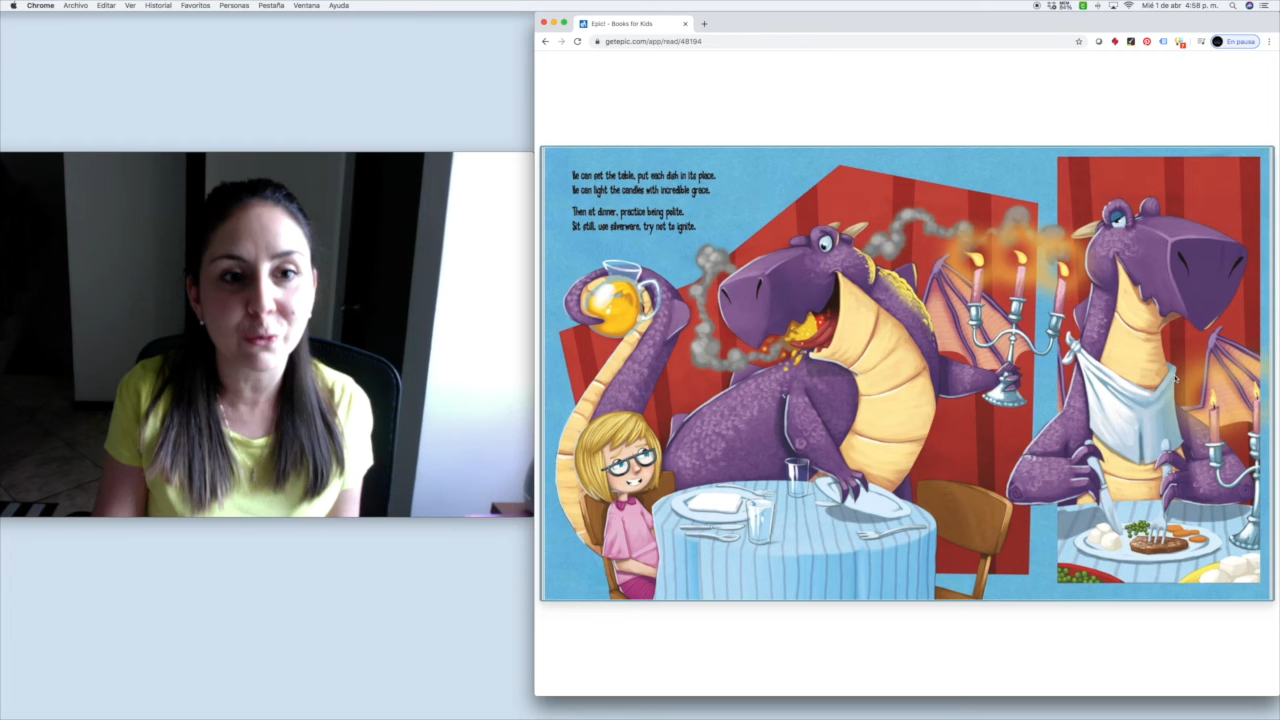 Chrome Archivo Editar Ver Historial Favoritos Personas Pestaña Ventana Ayuda
Mié 1 de abr 4:58 p. m.
Epic! - Books for Kids
getepic.com/app/read/48194
En pausa
We can set the table, put each dish in its place.
We can light the candles with incredible grace.
Then at dinner, practice being polite.
Sit still, use silverware, try not to ignite.